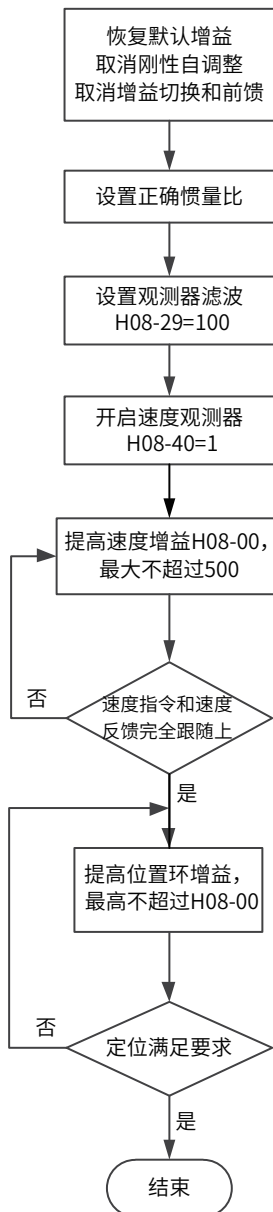 恢复默认增益
取消刚性自调整
取消增益切换和前馈
设置正确惯量比
设置观测器滤波
H08-29=100
开启速度观测器
H08-40=1
提高速度增益H08-00，
最大不超过500
否
速度指令和速度
反馈完全跟随上
是
提高位置环增益，
最高不超过H08-00
否
定位满足要求
是
结束